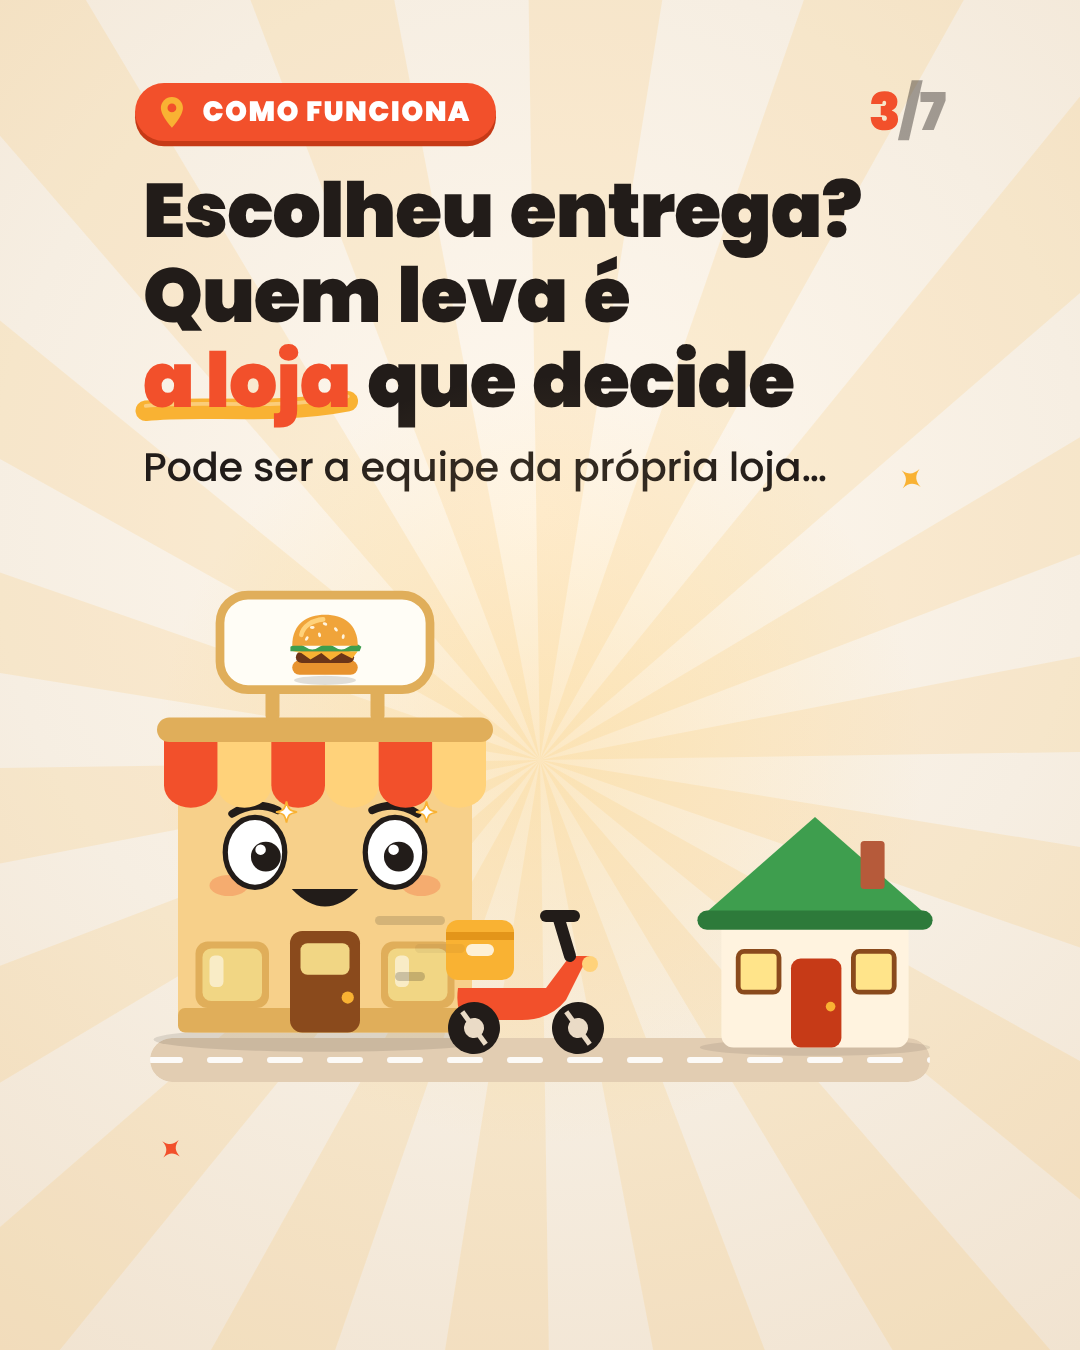 COMO FUNCIONA
3/7
Escolheu entrega?
Quem leva é
a loja que decide
Pode ser a equipe da própria loja...